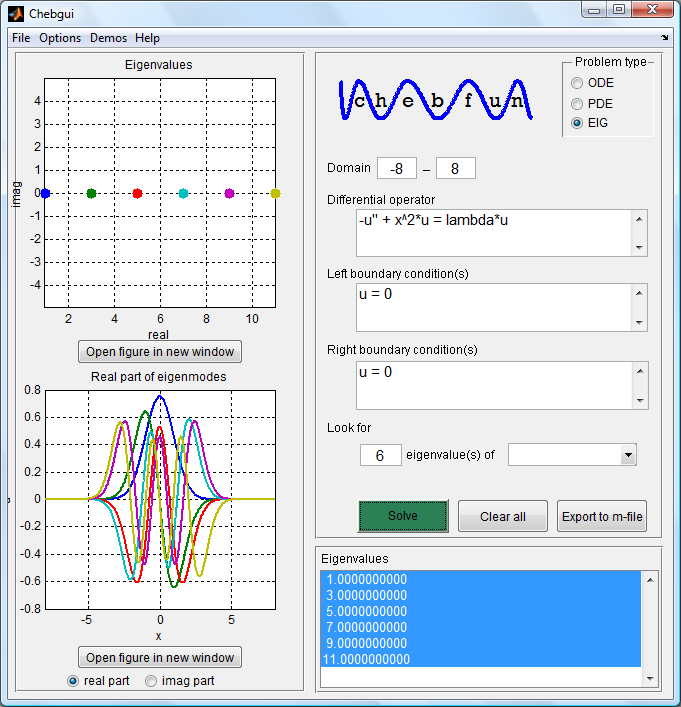 Chebgui
File Options Demos Help
Eigenvalues
4
3
2
1
0
-1
-2
-3
-4
imag
2 4 6 8 10
real
Open figure in new window
Real part of eigenmodes
0.8
0.6
0.4
0.2
0
-0.2
-0.4
-0.6
-0.8
-5 0 5
x
Open figure in new window
real part imag part
chebfun
Problem type
ODE
PDE
EIG
Domain -8 – 8
Differential operator
-u" + x^2*u = lambda*u
Left boundary condition(s)
u = 0
Right boundary condition(s)
u = 0
Look for
6 eigenvalue(s) of
Solve Clear all Export to m-file
Eigenvalues
1.0000000000
3.0000000000
5.0000000000
7.0000000000
9.0000000000
11.0000000000